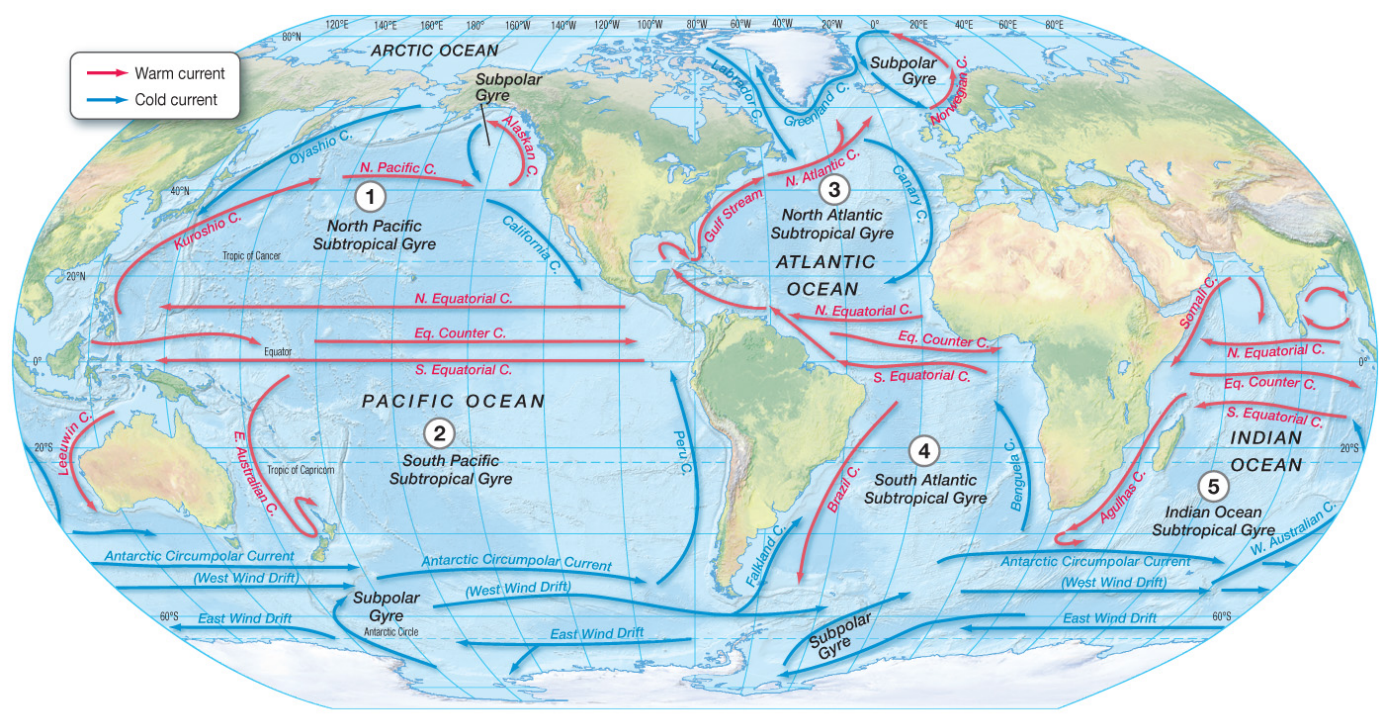 120°E 140°E 160°E 180° 160°W 140°W 120°W 100°W 80°W 60°W 40°W 20°W 0° 20°E 40°E 60°E 80°E
80°N
ARCTIC OCEAN
Warm current
Cold current
Subpolar
Gyre
Subpolar
Gyre
Labrador C.
Greenland C.
Norwegian C.
Alaskan C.
Oyashio C.
N. Pacific C.
N. Atlantic C.
40°N
1
North Pacific
Subtropical Gyre
Kuroshio C.
California C.
Gulf Stream
3
North Atlantic
Subtropical Gyre
Canary C.
Tropic of Cancer
ATLANTIC
OCEAN
20°N
N. Equatorial C.
N. Equatorial C.
Somali C.
Eq. Counter C.
Eq. Counter C.
N. Equatorial C.
Equator
0°
0°
S. Equatorial C.
S. Equatorial C.
Eq. Counter C.
PACIFIC OCEAN
S. Equatorial C.
2
South Pacific
Subtropical Gyre
Leeuwin C.
E. Australian C.
Peru C.
20°S
20°S
INDIAN
OCEAN
Tropic of Capricorn
4
South Atlantic
Subtropical Gyre
Brazil C.
Benguela C.
Agulhas C.
5
Indian Ocean
Subtropical Gyre
W. Australian C.
Falkland C.
Antarctic Circumpolar Current
(West Wind Drift)
Antarctic Circumpolar Current
(West Wind Drift)
Antarctic Circumpolar Current
(West Wind Drift)
Subpolar
Gyre
60°S
60°S
East Wind Drift
Antarctic Circle
East Wind Drift
Subpolar
Gyre
East Wind Drift